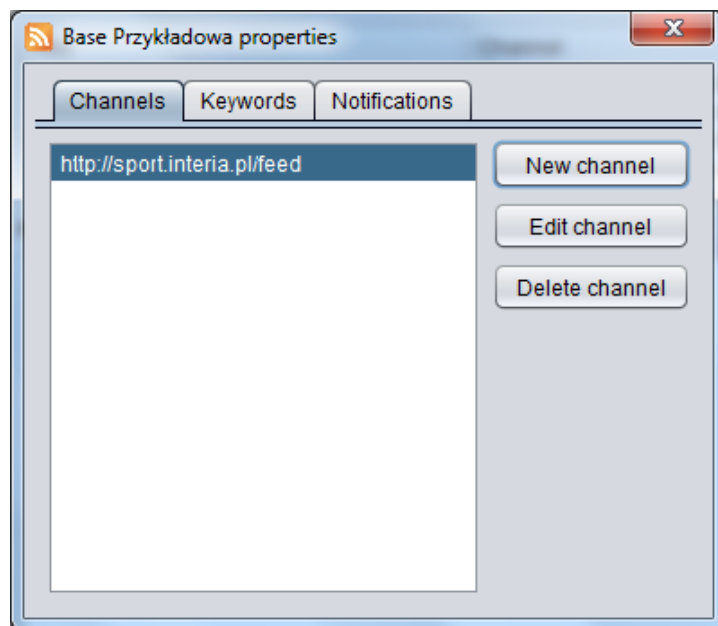 Base Przykładowa properties
Channels Keywords Notifications
http://sport.interia.pl/feed
New channel
Edit channel
Delete channel